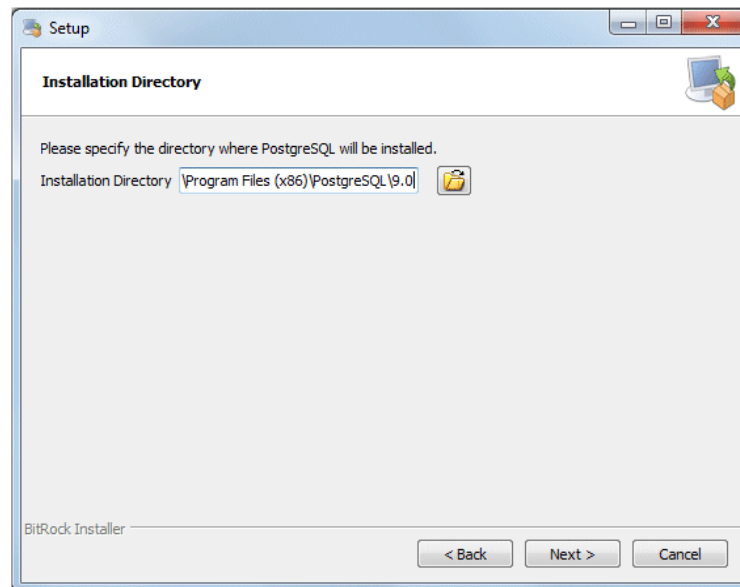 Setup
Installation Directory
Please specify the directory where PostgreSQL will be installed.
Installation Directory \Program Files (x86)\PostgreSQL\9.0
BitRock Installer
< Back Next > Cancel